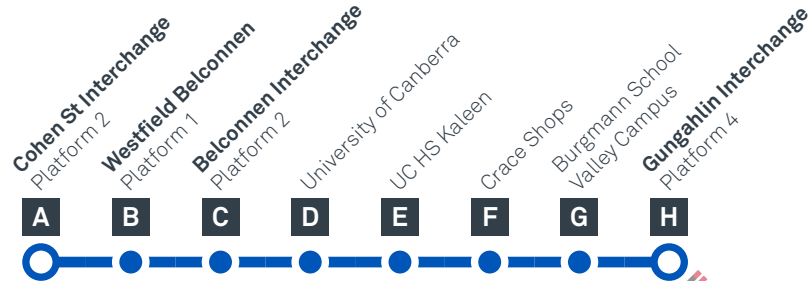 Cohen St Interchange
Platform 2
Westfield Belconnen
Platform 1
Belconnen Interchange
Platform 2
University of Canberra
UC HS Kaleen
Crace Shops
Burgmann School
Valley Campus
Gungahlin Interchange
Platform 4
A
B
C
D
E
F
G
H